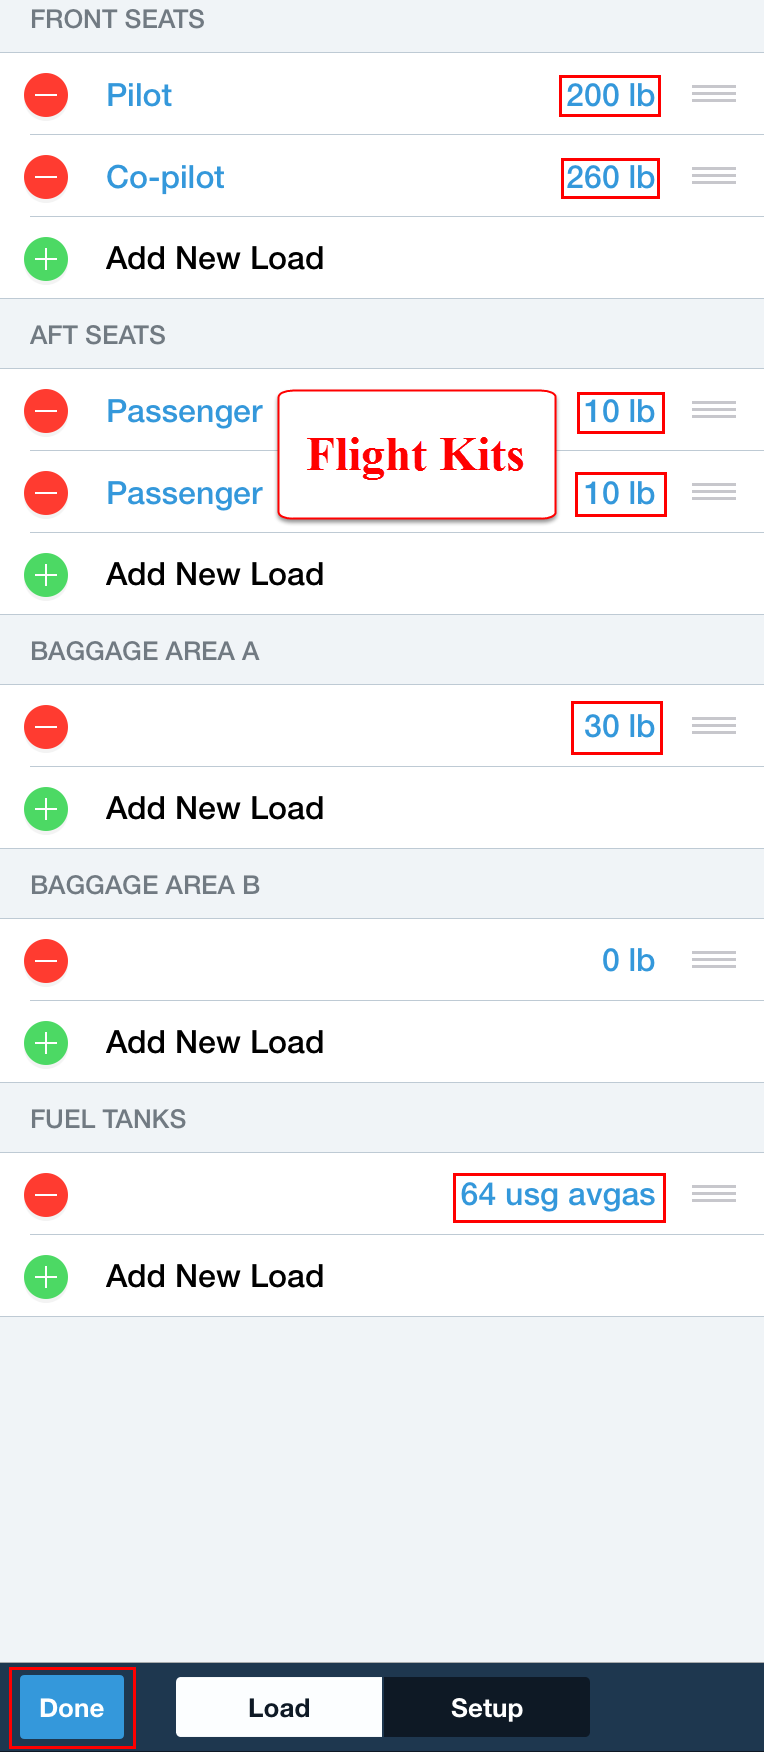 FRONT SEATS
Pilot 200 lb
Co-pilot 260 lb
Add New Load
AFT SEATS
Passenger 10 lb
Flight Kits
Passenger 10 lb
Add New Load
BAGGAGE AREA A
30 lb
Add New Load
BAGGAGE AREA B
0 lb
Add New Load
FUEL TANKS
64 usg avgas
Add New Load
Done Load Setup